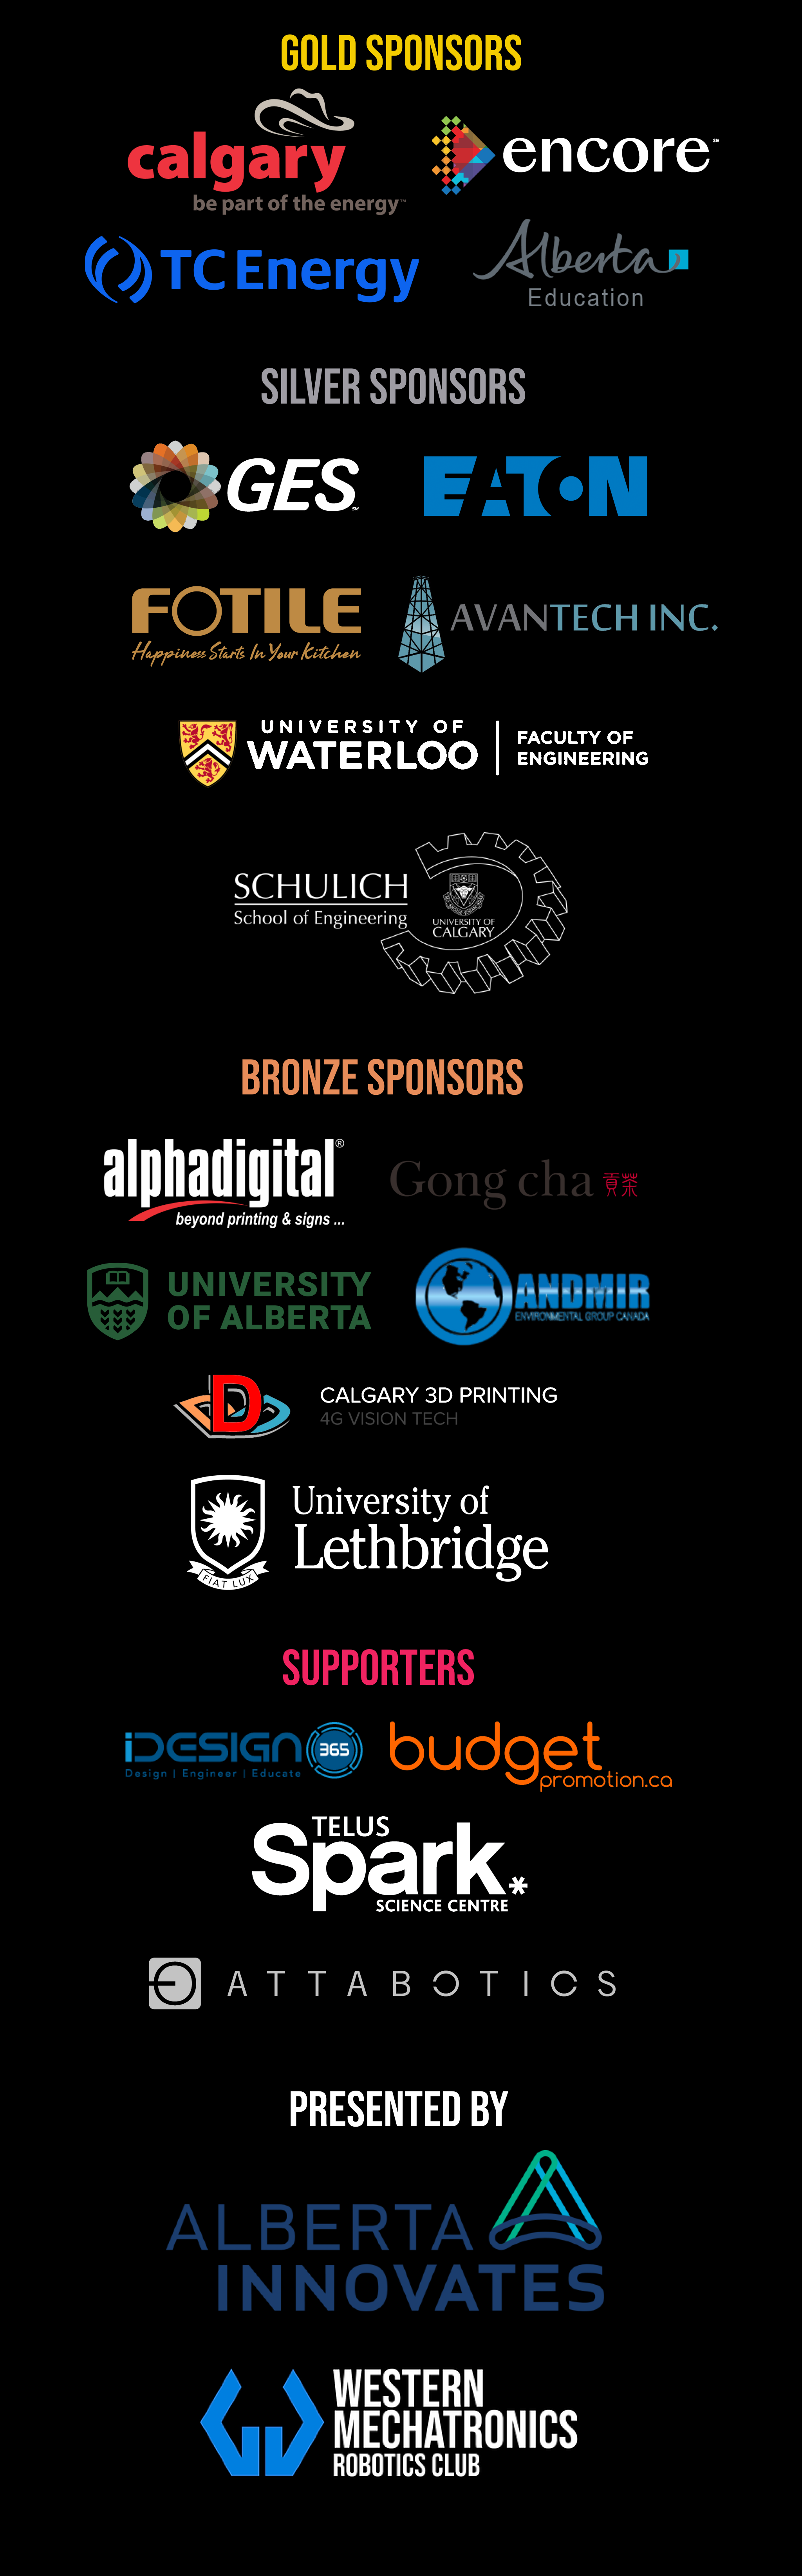 GOLD SPONSORS
calgary
be part of the energy™
encore℠
TC Energy
Alberta
Education
SILVER SPONSORS
GES℠
EATON
FOTILE
Happiness Starts In Your Kitchen
AVANTECH INC.
UNIVERSITY OF
WATERLOO
FACULTY OF
ENGINEERING
SCHULICH
School of Engineering
UNIVERSITY OF
CALGARY
BRONZE SPONSORS
alphadigital®
beyond printing & signs ...
Gong cha 貢茶
UNIVERSITY
OF ALBERTA
ANDMIR
ENVIRONMENTAL GROUP CANADA
D
CALGARY 3D PRINTING
4G VISION TECH
University of
Lethbridge
FIAT LUX
SUPPORTERS
iDESIGN 365
Design | Engineer | Educate
budget
promotion.ca
TELUS
Spark*
SCIENCE CENTRE
ATTABOTICS
PRESENTED BY
ALBERTA
INNOVATES
WESTERN
MECHATRONICS
ROBOTICS CLUB